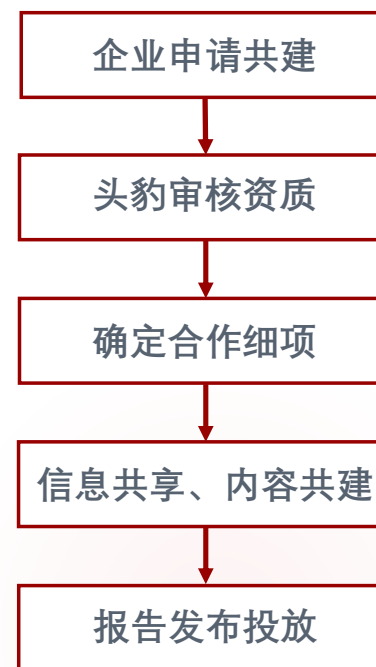 企业申请共建
头豹审核资质
确定合作细项
信息共享、内容共建
报告发布投放